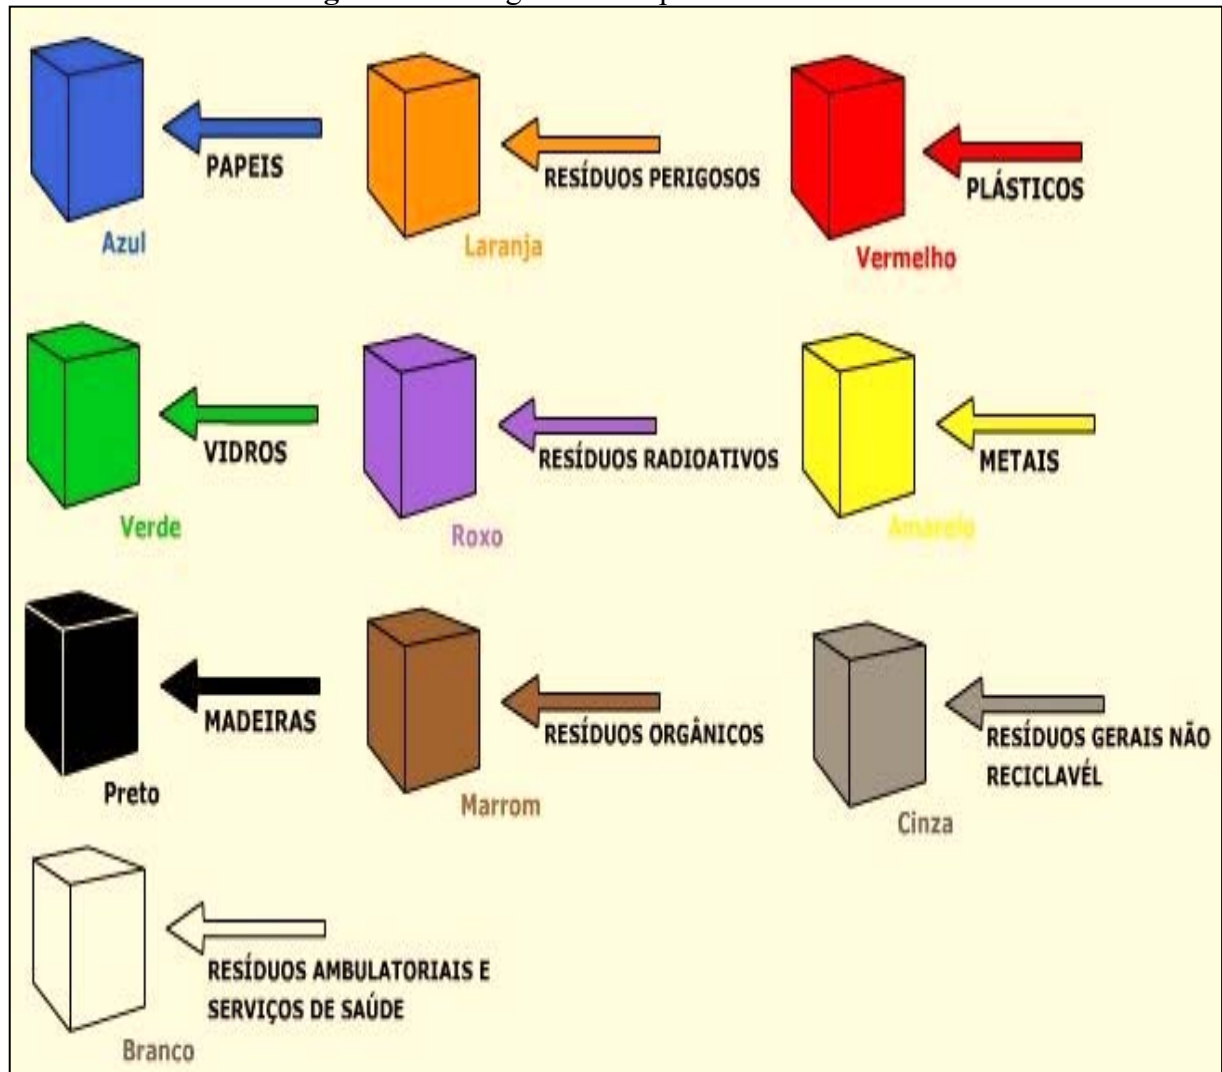 PAPEIS
Azul
RESÍDUOS PERIGOSOS
Laranja
PLÁSTICOS
Vermelho
VIDROS
Verde
RESÍDUOS RADIOATIVOS
Roxo
METAIS
Amarelo
MADEIRAS
Preto
RESÍDUOS ORGÂNICOS
Marrom
RESÍDUOS GERAIS NÃO
RECICLAVÉL
Cinza
RESÍDUOS AMBULATORIAIS E
SERVIÇOS DE SAÚDE
Branco